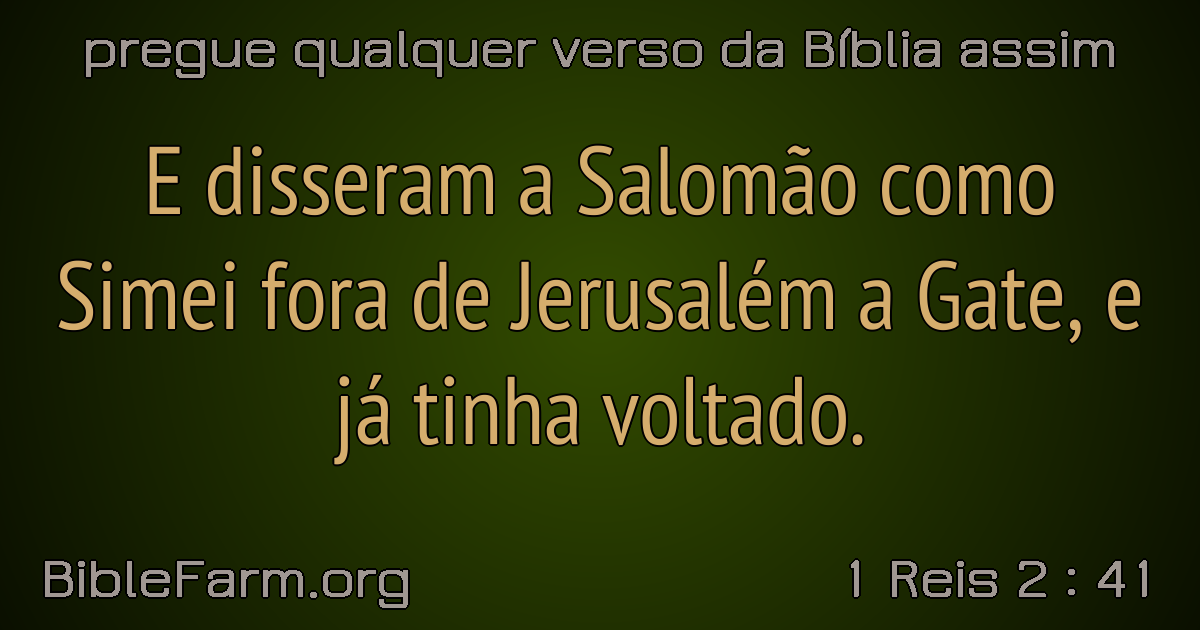 pregue qualquer verso da Bíblia assim
E disseram a Salomão como
Simei fora de Jerusalém a Gate, e
já tinha voltado.
BibleFarm.org
1 Reis 2 : 41